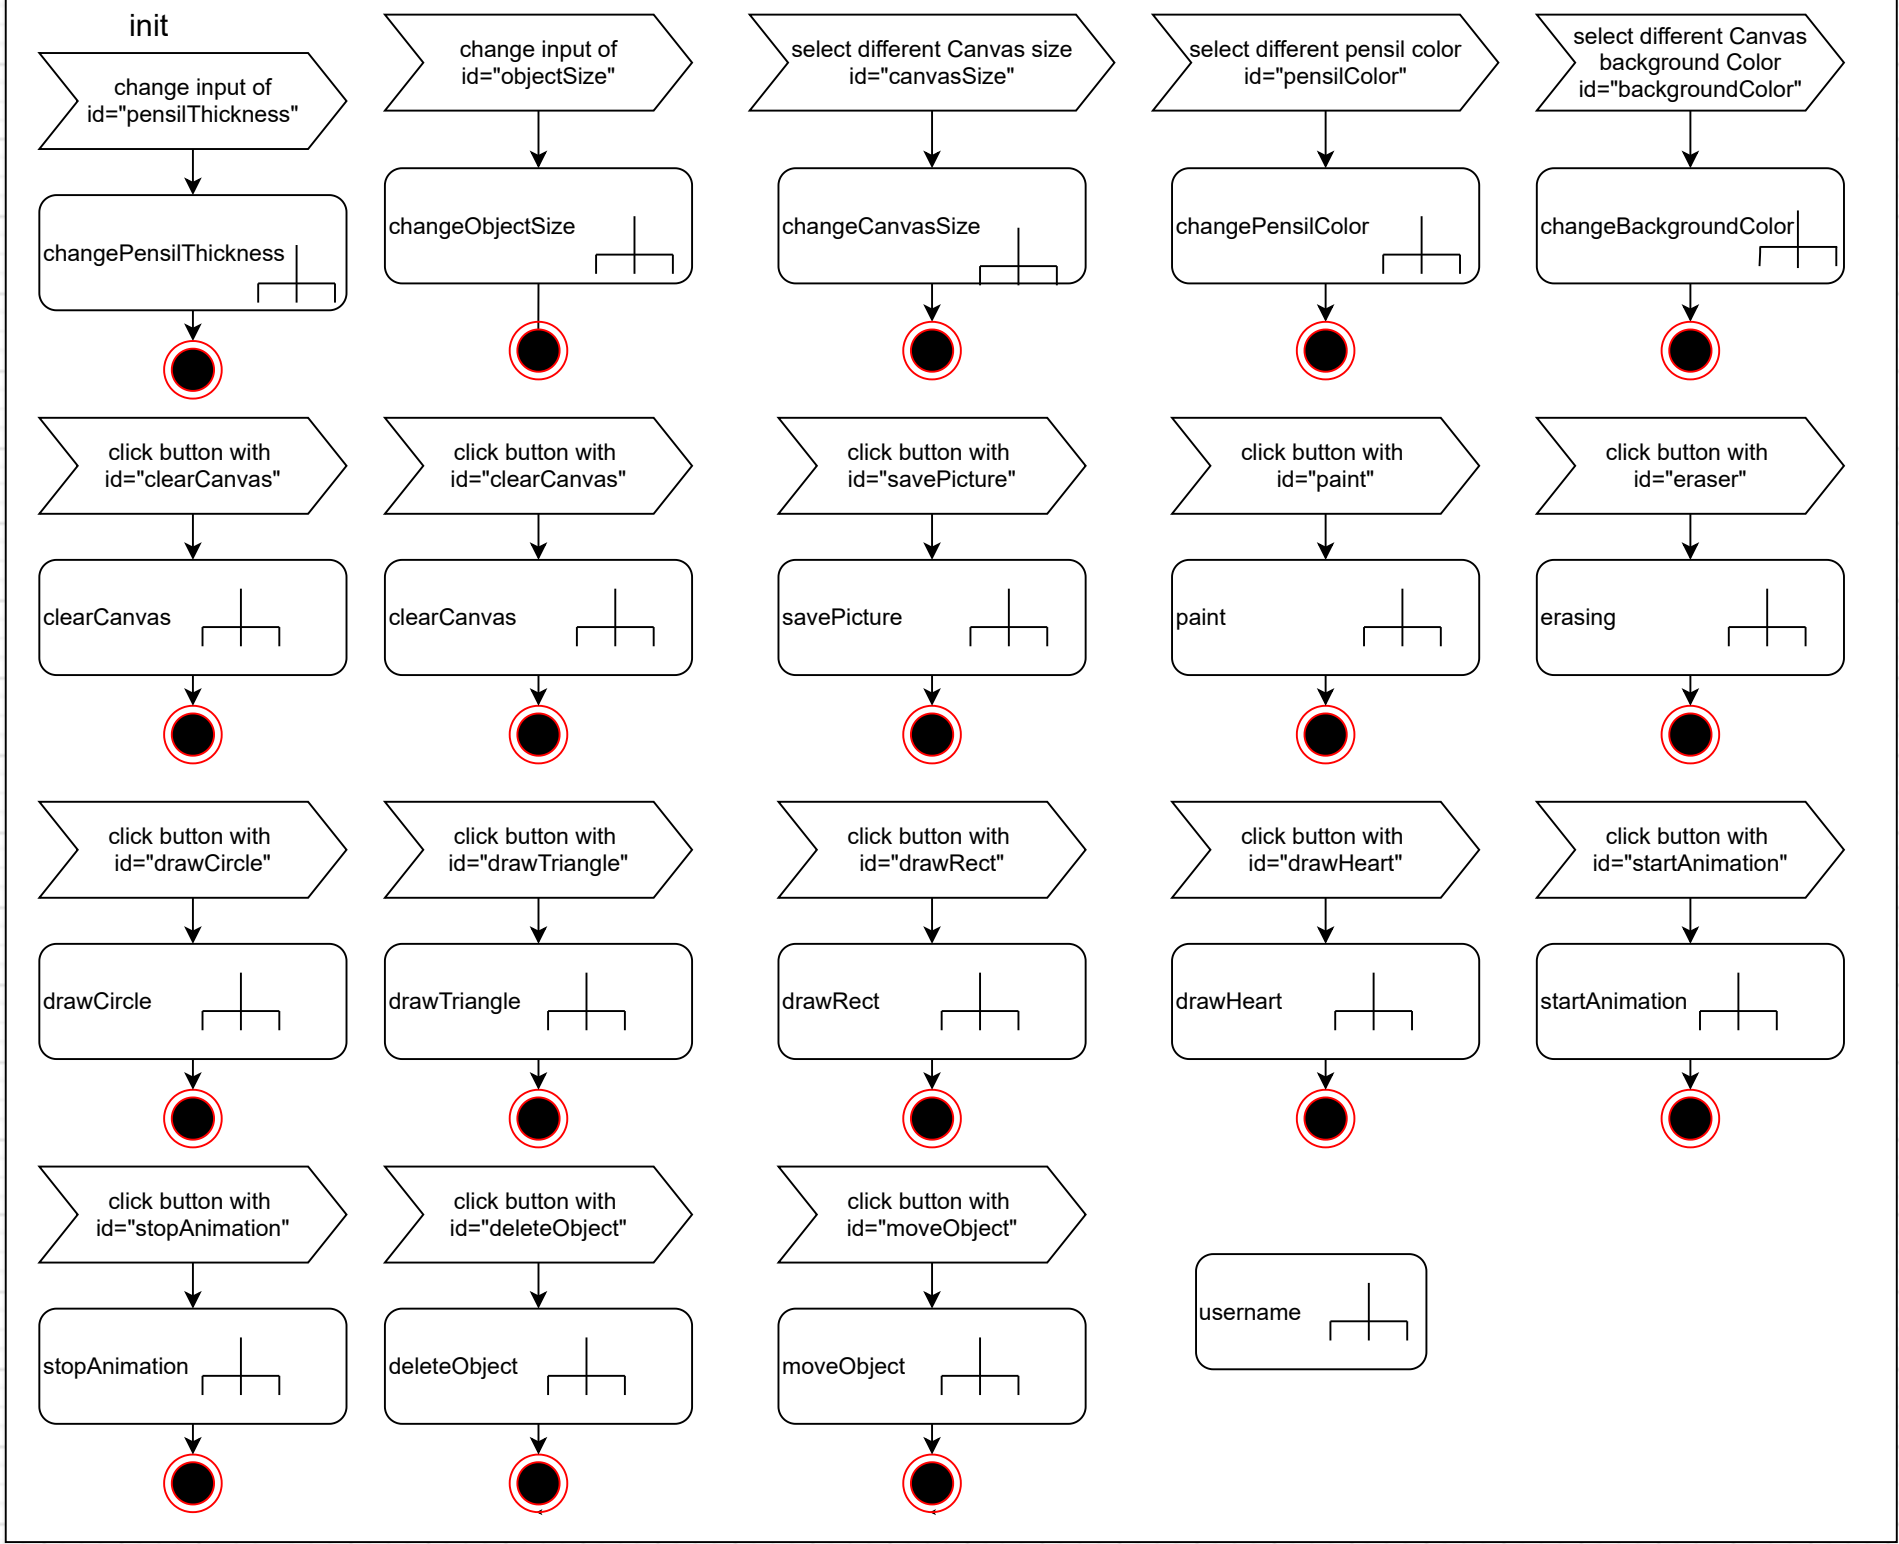 init
change input of
id="pensilThickness"
changePensilThickness
change input of
id="objectSize"
changeObjectSize
select different Canvas size
id="canvasSize"
changeCanvasSize
select different pensil color
id="pensilColor"
changePensilColor
select different Canvas
background Color
id="backgroundColor"
changeBackgroundColor
click button with
id="clearCanvas"
clearCanvas
click button with
id="clearCanvas"
clearCanvas
click button with
id="savePicture"
savePicture
click button with
id="paint"
paint
click button with
id="eraser"
erasing
click button with
id="drawCircle"
drawCircle
click button with
id="drawTriangle"
drawTriangle
click button with
id="drawRect"
drawRect
click button with
id="drawHeart"
drawHeart
click button with
id="startAnimation"
startAnimation
click button with
id="stopAnimation"
stopAnimation
click button with
id="deleteObject"
deleteObject
click button with
id="moveObject"
moveObject
username